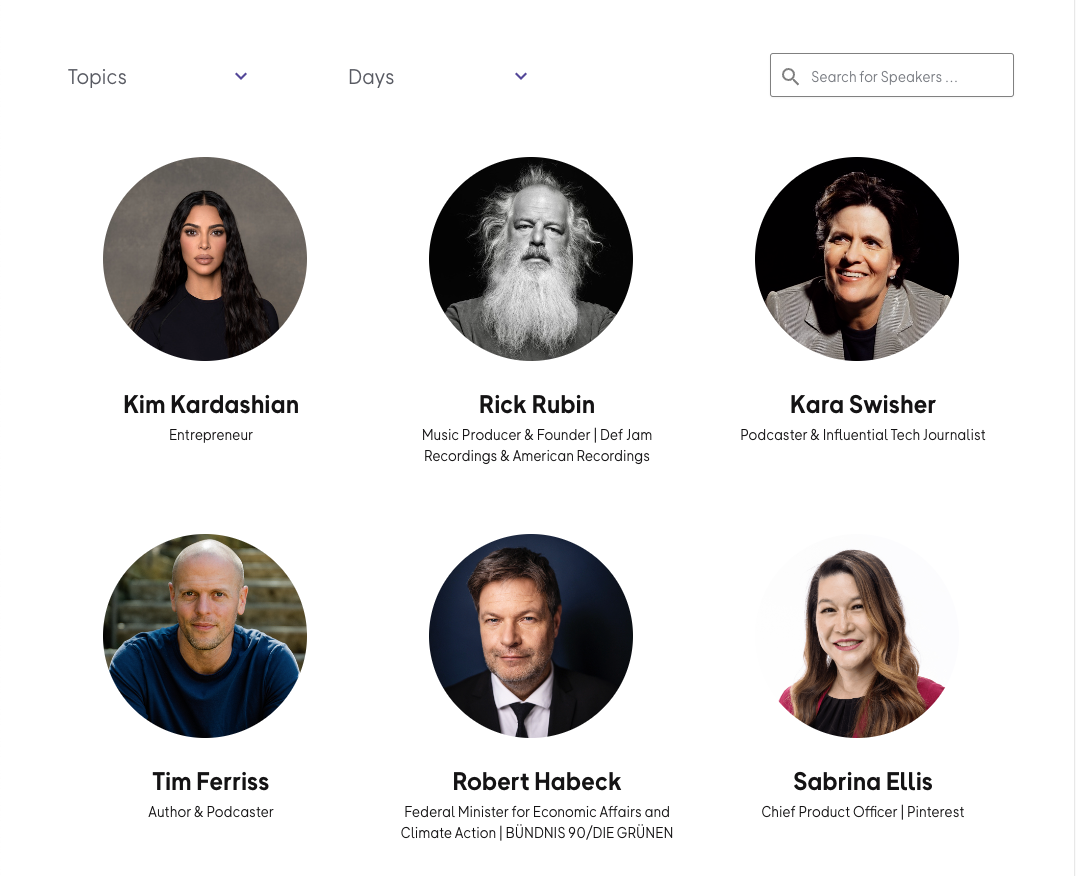 Topics
Days
Search for Speakers ...
Kim Kardashian
Entrepreneur
Rick Rubin
Music Producer & Founder | Def Jam
Recordings & American Recordings
Kara Swisher
Podcaster & Influential Tech Journalist
Tim Ferriss
Author & Podcaster
Robert Habeck
Federal Minister for Economic Affairs and
Climate Action | BÜNDNIS 90/DIE GRÜNEN
Sabrina Ellis
Chief Product Officer | Pinterest